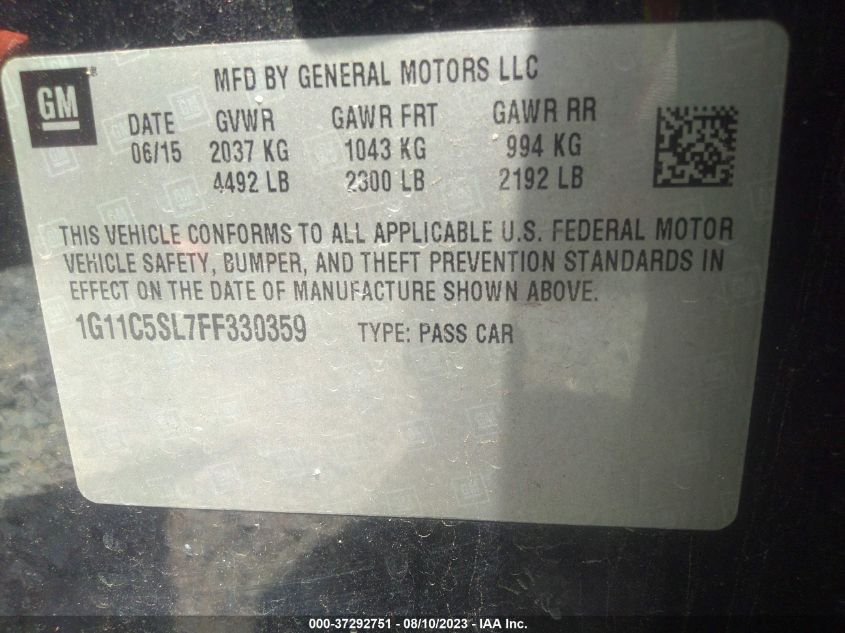 GM
MFD BY GENERAL MOTORS LLC
DATE GVWR GAWR FRT GAWR RR
06/15 2037 KG 1043 KG 994 KG
4492 LB 2300 LB 2192 LB
THIS VEHICLE CONFORMS TO ALL APPLICABLE U.S. FEDERAL MOTOR
VEHICLE SAFETY, BUMPER, AND THEFT PREVENTION STANDARDS IN
EFFECT ON THE DATE OF MANUFACTURE SHOWN ABOVE.
1G11C5SL7FF330359 TYPE: PASS CAR
000-37292751 - 08/10/2023 - IAA Inc.